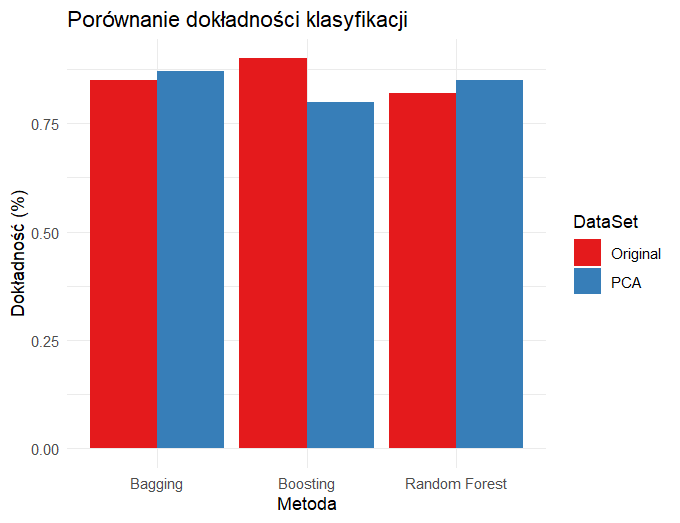 Porównanie dokładności klasyfikacji
Dokładność (%)
0.75
0.50
0.25
0.00
Bagging
Boosting
Random Forest
Metoda
DataSet
Original
PCA